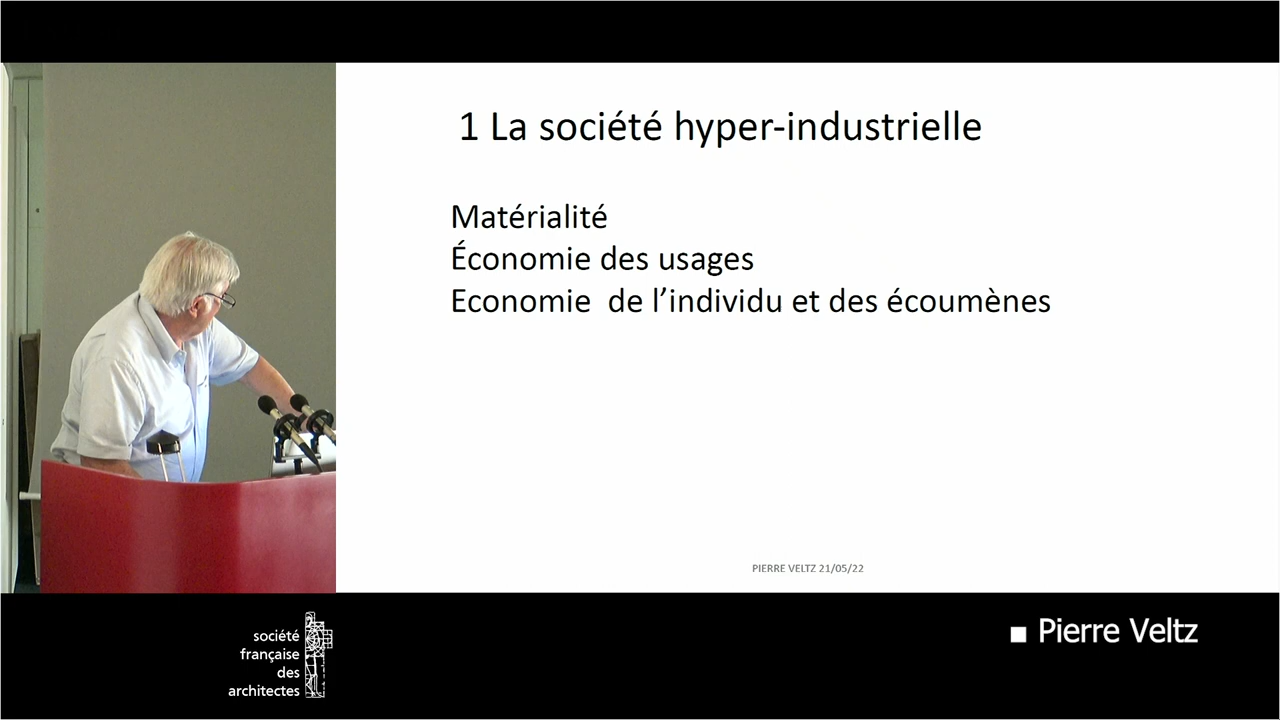 1 La société hyper-industrielle
Matérialité
Économie des usages
Economie  de l’individu et des écoumènes
PIERRE VELTZ 21/05/22
société
française
des
architectes
■ Pierre Veltz